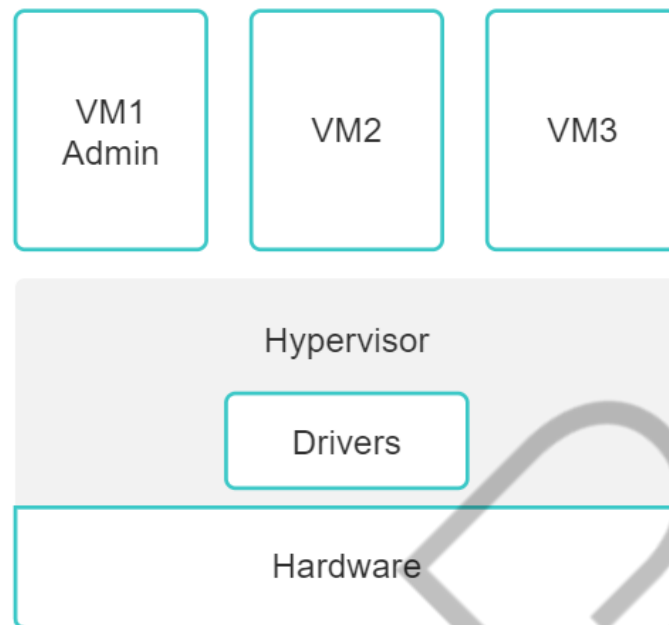 VM1
Admin
VM2
VM3
Hypervisor
Drivers
Hardware